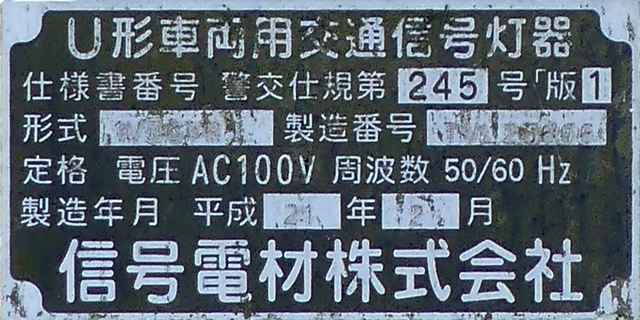 U形車両用交通信号灯器
仕様書番号 警交仕規第 245 号「版 1
形式 製造番号
定格 電圧 AC100V 周波数 50/60 Hz
製造年月 平成 21 年 月
信号電材株式会社